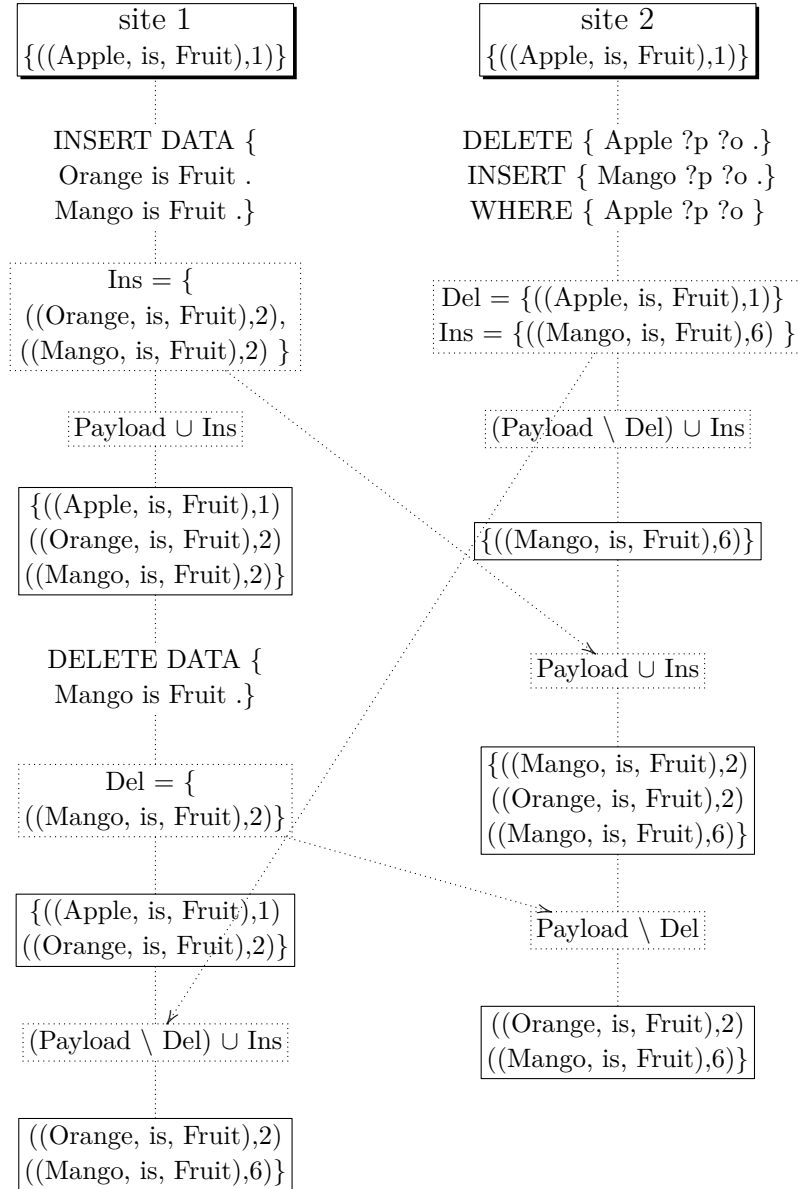 site 1
{((Apple, is, Fruit),1)}
INSERT DATA {
Orange is Fruit .
Mango is Fruit .}
Ins = {
((Orange, is, Fruit),2),
((Mango, is, Fruit),2) }
Payload ∪ Ins
{((Apple, is, Fruit),1)
((Orange, is, Fruit),2)
((Mango, is, Fruit),2)}
DELETE DATA {
Mango is Fruit .}
Del = {
((Mango, is, Fruit),2)}
{((Apple, is, Fruit),1)
((Orange, is, Fruit),2)}
(Payload \ Del) ∪ Ins
((Orange, is, Fruit),2)
((Mango, is, Fruit),6)}
site 2
{((Apple, is, Fruit),1)}
DELETE { Apple ?p ?o .}
INSERT { Mango ?p ?o .}
WHERE { Apple ?p ?o }
Del = {((Apple, is, Fruit),1)}
Ins = {((Mango, is, Fruit),6) }
(Payload \ Del) ∪ Ins
{((Mango, is, Fruit),6)}
Payload ∪ Ins
{((Mango, is, Fruit),2)
((Orange, is, Fruit),2)
((Mango, is, Fruit),6)}
Payload \ Del
((Orange, is, Fruit),2)
((Mango, is, Fruit),6)}